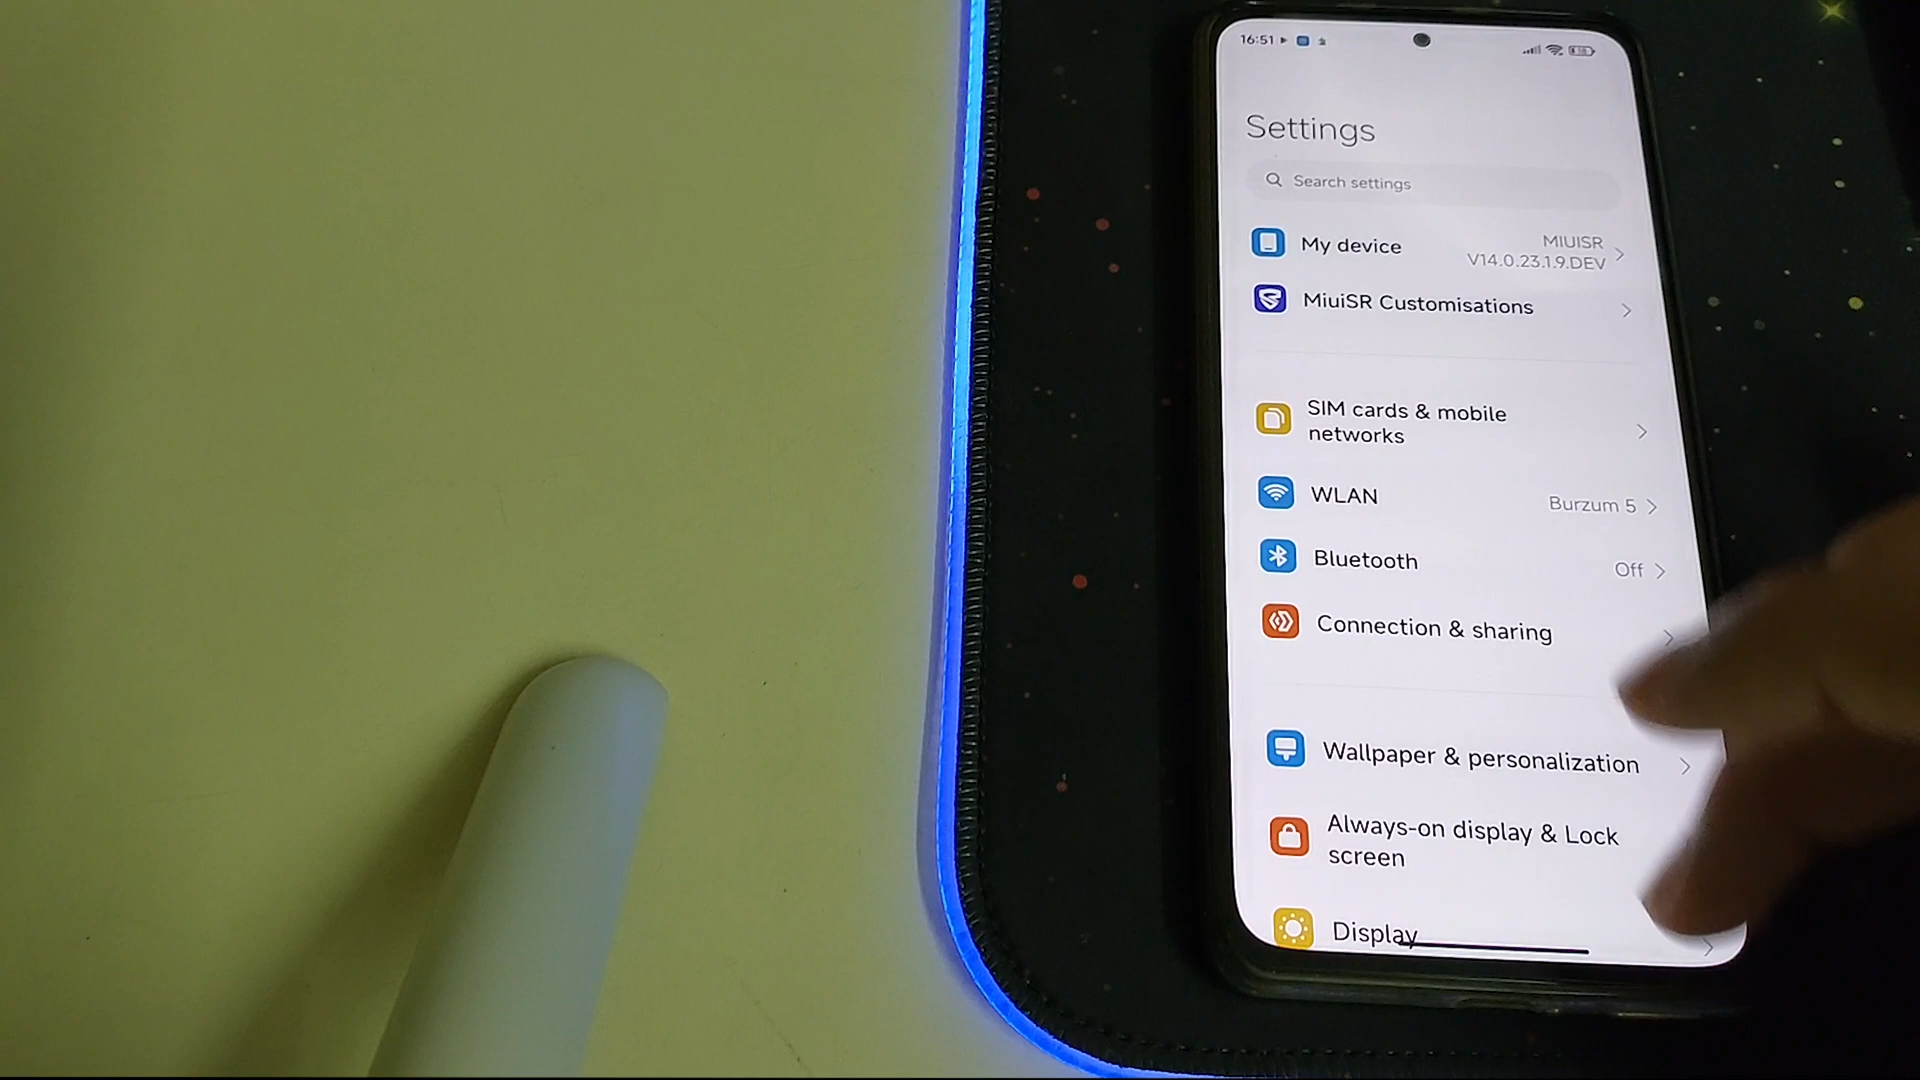 16:51
Settings
Search settings
My device
MIUISR
V14.0.23.1.9.DEV
MiuiSR Customisations
SIM cards & mobile
networks
WLAN
Burzum 5
Bluetooth
Off
Connection & sharing
Wallpaper & personalization
Always-on display & Lock
screen
Display